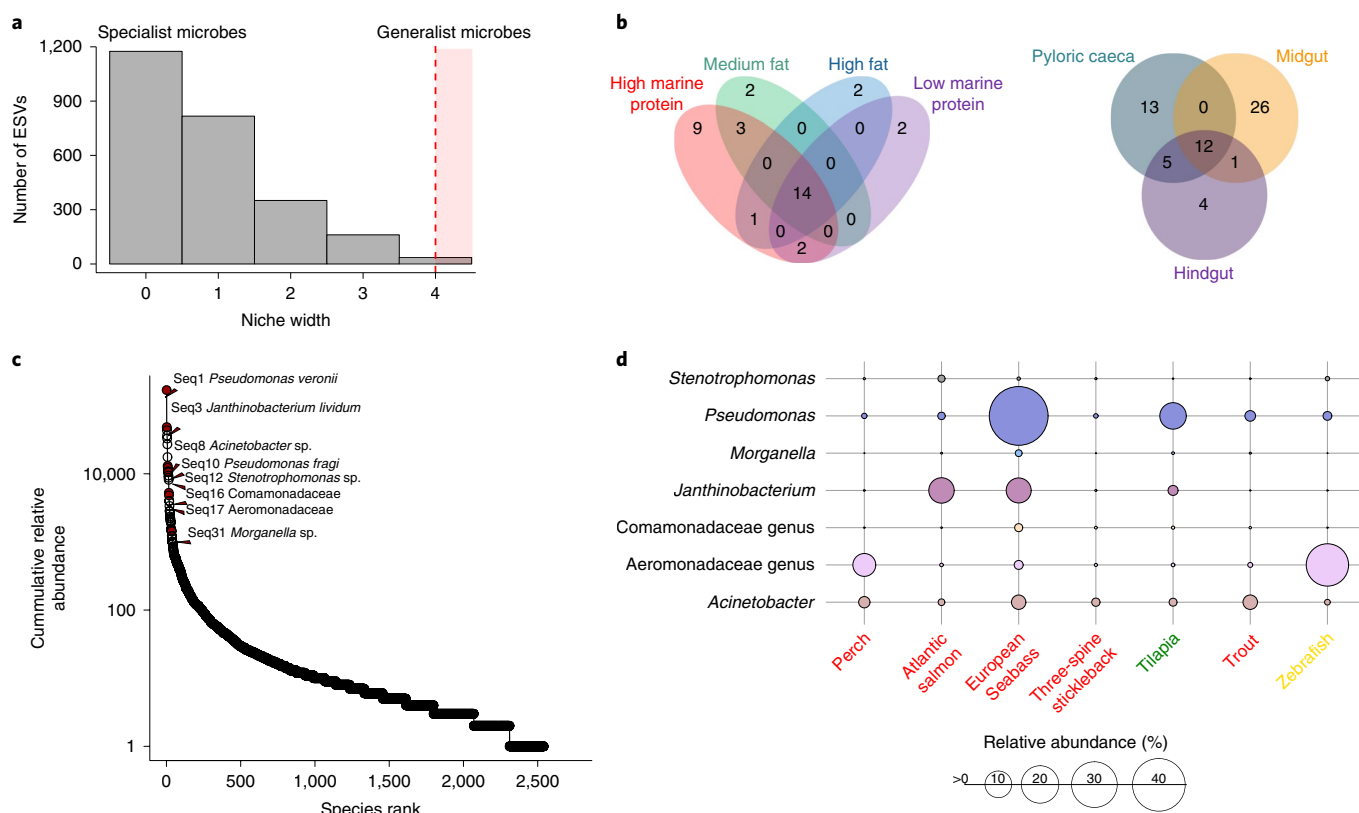 a
Specialist microbes
Generalist microbes
1,200
900
600
300
0
Number of ESVs
0 1 2 3 4
Niche width
b
High marine
protein
Medium fat
High fat
Low marine
protein
9 3 2 0 2 0 2
0 0
14
1 0 0 0
2
Pyloric caeca
Midgut
Hindgut
13 0 26
12
5 1
4
c
Seq1 Pseudomonas veronii
Seq3 Janthinobacterium lividum
Seq8 Acinetobacter sp.
Seq10 Pseudomonas fragi
Seq12 Stenotrophomonas sp.
Seq16 Comamonadaceae
Seq17 Aeromonadaceae
Seq31 Morganella sp.
10,000
100
1
Cummulative relative
abundance
0 500 1,000 1,500 2,000 2,500
Species rank
d
Stenotrophomonas
Pseudomonas
Morganella
Janthinobacterium
Comamonadaceae genus
Aeromonadaceae genus
Acinetobacter
Perch
Atlantic
salmon
European
Seabass
Three-spine
stickleback
Tilapia
Trout
Zebrafish
Relative abundance (%)
>0 10 20 30 40